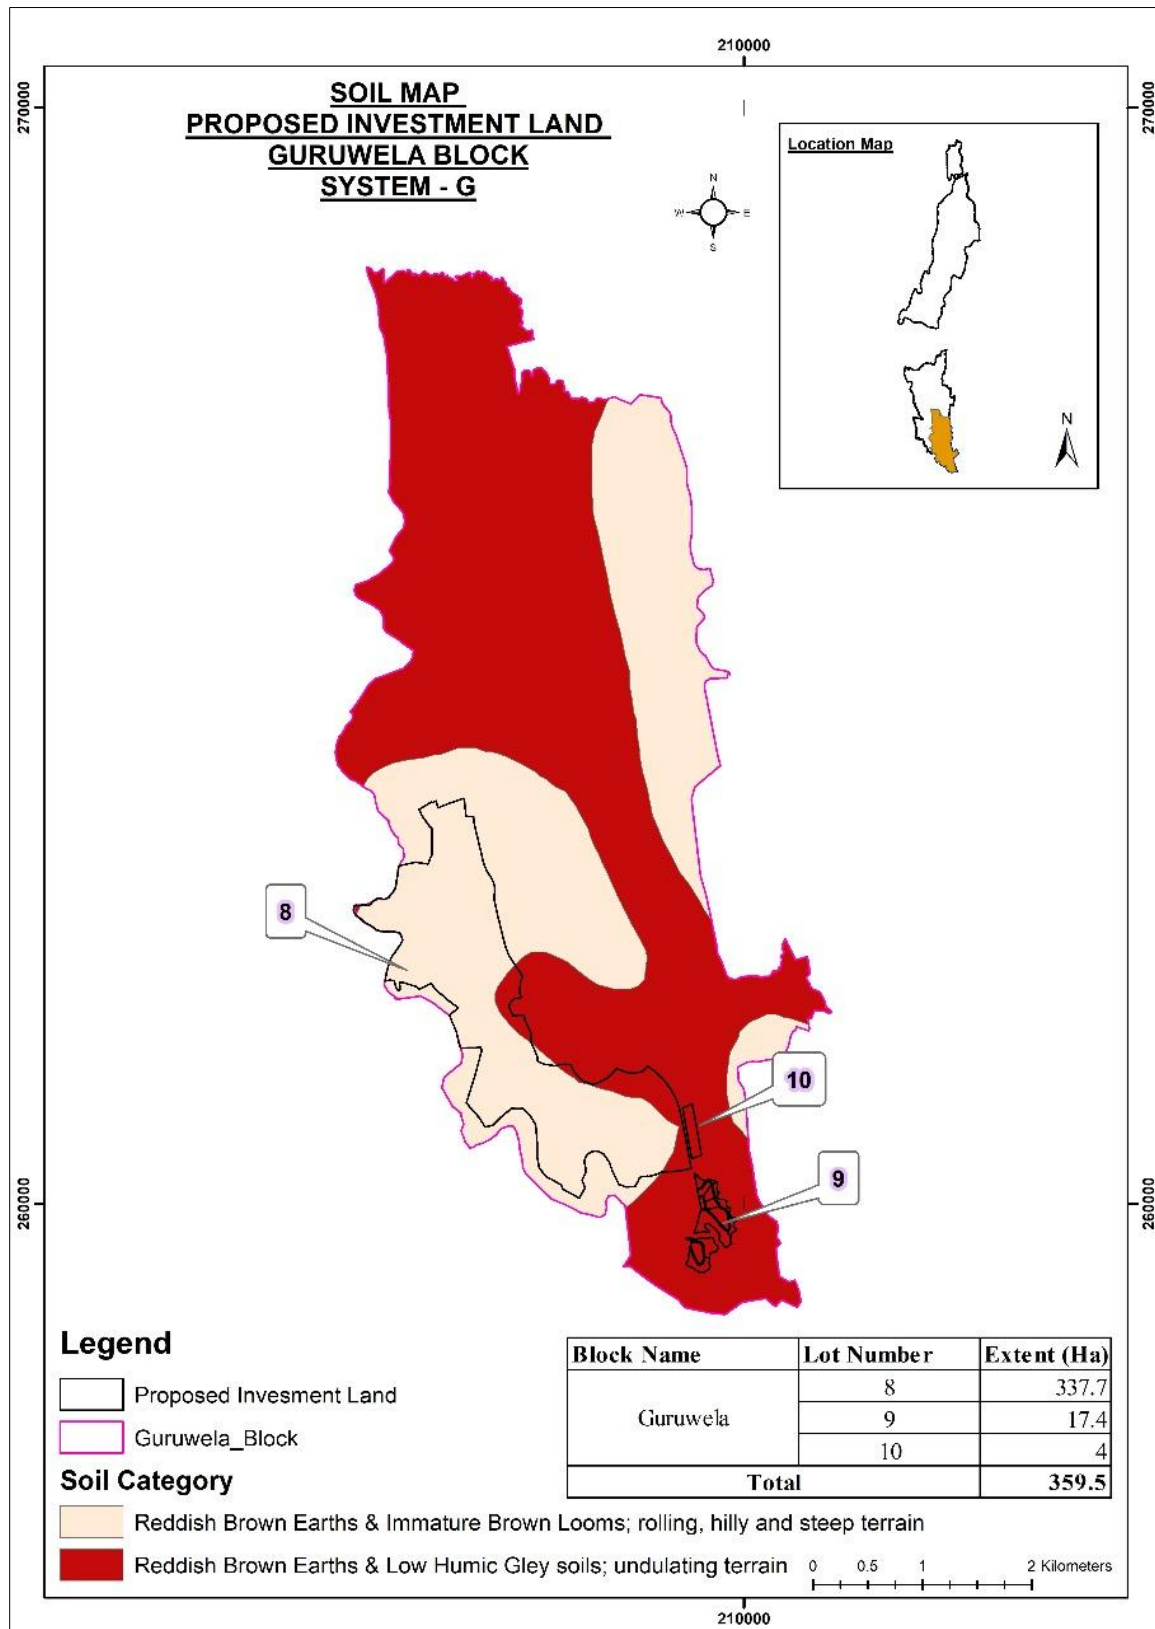 210000
270000
270000
SOIL MAP
PROPOSED INVESTMENT LAND
GURUWELA BLOCK
SYSTEM - G
N
W
E
S
Location Map
N
8
10
9
260000
260000
Legend
Proposed Invesment Land
Guruwela_Block
Soil Category
Reddish Brown Earths & Immature Brown Looms; rolling, hilly and steep terrain
Reddish Brown Earths & Low Humic Gley soils; undulating terrain
Block Name Lot Number Extent (Ha)
Guruwela
8 337.7
9 17.4
10 4
Total 359.5
0 0.5 1 2 Kilometers
210000